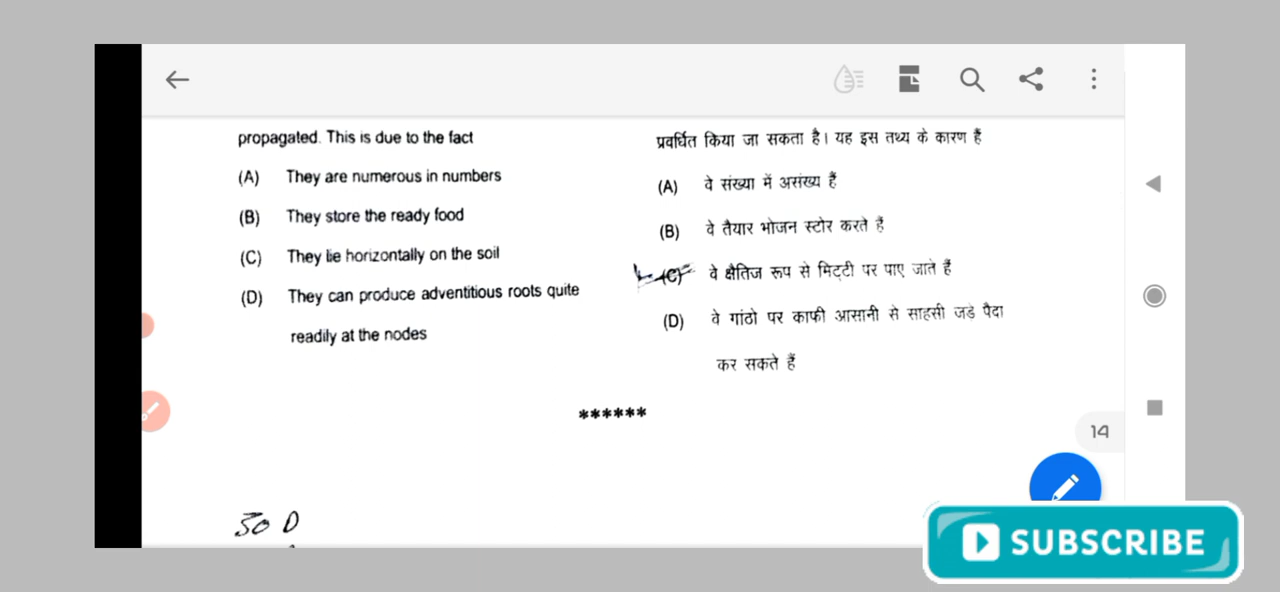 propagated. This is due to the fact
(A) They are numerous in numbers
(B) They store the ready food
(C) They lie horizontally on the soil
(D) They can produce adventitious roots quite
readily at the nodes
प्रवर्धित किया जा सकता है। यह इस तथ्य के कारण हैं
(A) वे संख्या में असंख्य हैं
(B) वे तैयार भोजन स्टोर करते हैं
(C) वे क्षैतिज रूप से मिट्टी पर पाए जाते हैं
(D) वे गांठो पर काफी आसानी से साहसी जडे पैदा
कर सकते हैं
******
14
30 D
SUBSCRIBE